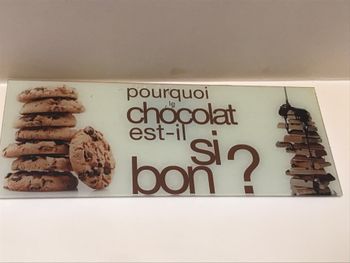 pourquoi
le
chocolat
est-il
si
bon ?